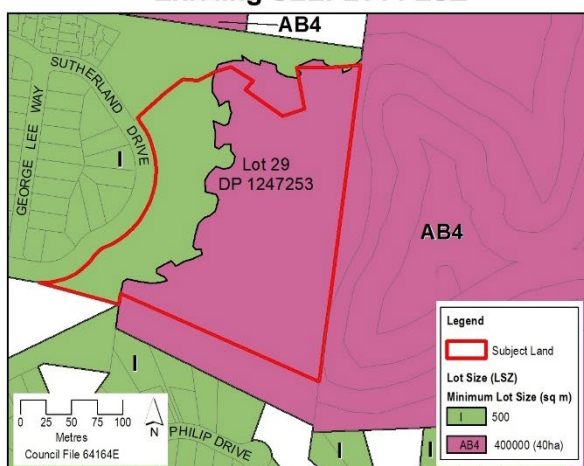 AB4
SUTHERLAND DRIVE
GEORGE LEE WAY
I
Lot 29
DP 1247253
AB4
I
PHILIP DRIVE
I
I
0 25 50 75 100
Metres
Council File 64164E
N
Legend
Subject Land
Lot Size (LSZ)
Minimum Lot Size (sq m)
I 500
AB4 400000 (40ha)